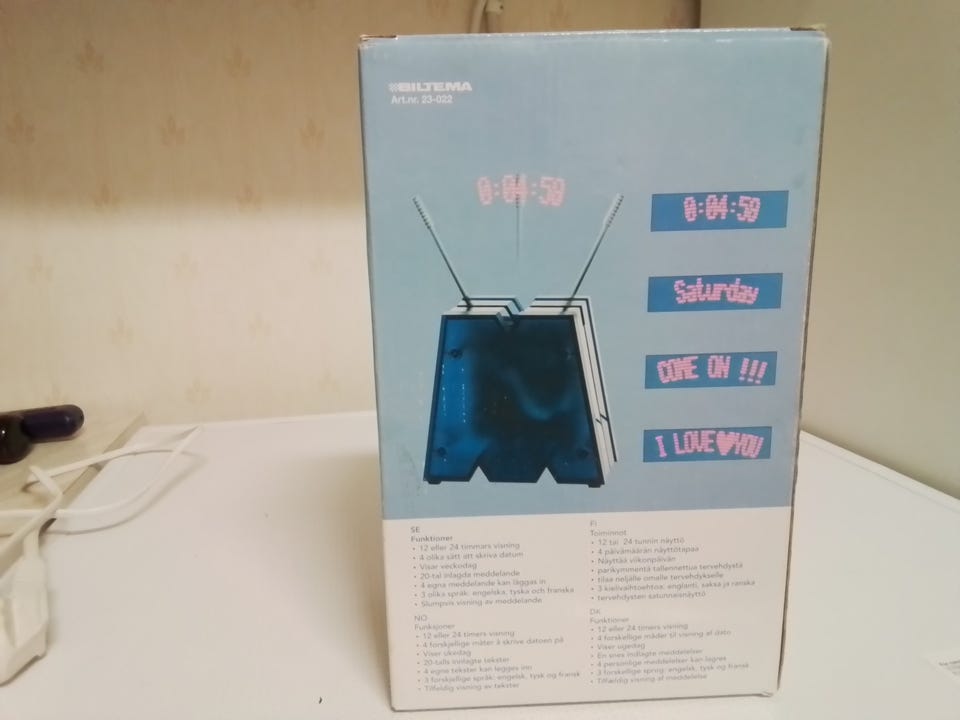 BILTEMA
Art.nr. 23-022
0:04:58
0:04:58
Saturday
COME ON !!!
I LOVE♥YOU
SE
Funktioner
• 12 eller 24 timmars visning
• 4 olika sätt att skriva datum
• Visar veckodag
• 20-tal inlagda meddelande
• 4 egna meddelande kan läggas in
• 3 olika språk: engelska, tyska och franska
• Slumpvis visning av meddelande
FI
Toiminnot
• 12 tai 24 tunnin näyttö
• 4 päivämäärän näyttötapaa
• Näyttää viikonpäivän
• parikymmentä tallennettua tervehdystä
• tilaa neljälle omalle tervehdykselle
• 3 kielivaihtoehtoa, englanti, saksa ja ranska
• tervehdysten satunnaisnäyttö
NO
Funksjoner
• 12 eller 24 timers visning
• 4 forskjellige måter å skrive datoen på
• Viser ukedag
• 20-talls innlagte tekster
• 4 egne tekster kan legges inn
• 3 forskjellige språk: engelsk, tysk og fransk
• Tilfeldig visning av tekster
DK
Funktioner
• 12 eller 24 timers visning
• 4 forskellige måder til visning af dato
• Viser ugedag
• En snes indlagte meddelelser
• 4 personlige meddelelser kan lagres
• 3 forskellige sprog: engelsk, tysk og fransk
• Tilfældig visning af meddelelse